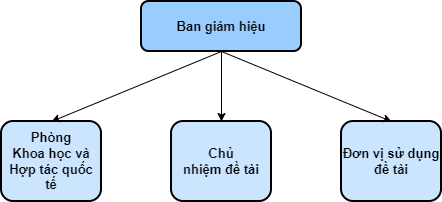 Ban giám hiệu
Phòng
Khoa học và
Hợp tác quốc
tế
Chủ
nhiệm đề tài
Đơn vị sử dụng
đề tài